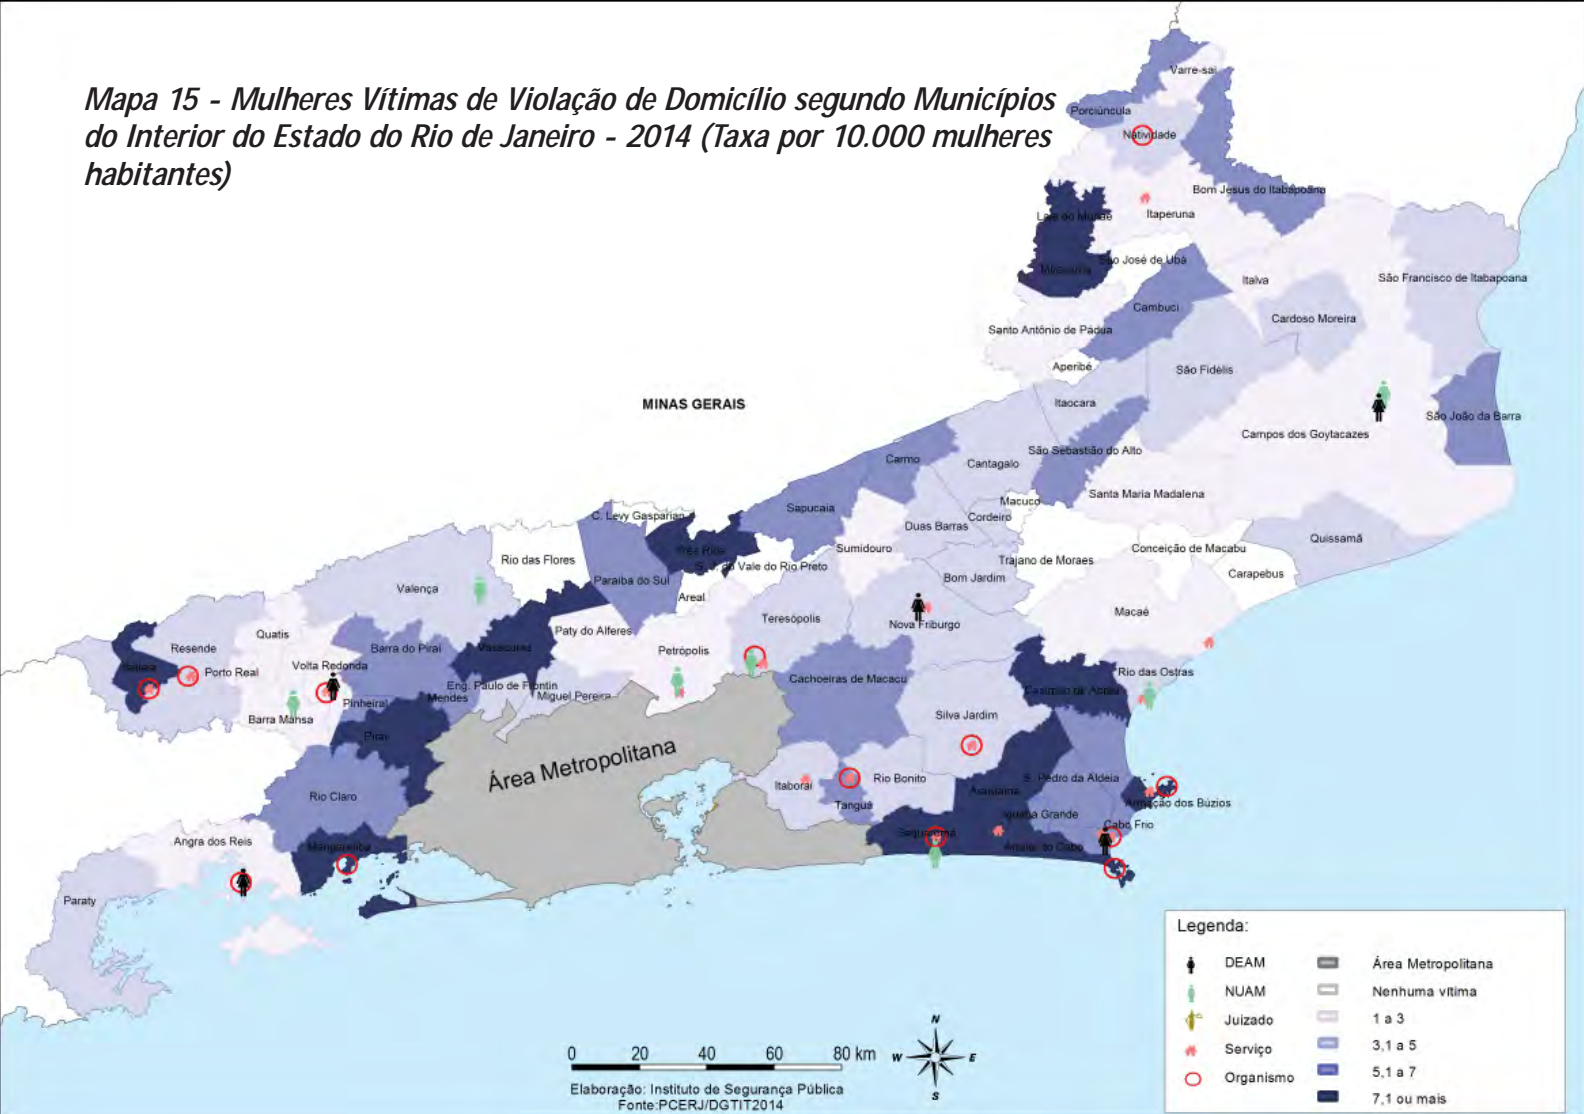 Mapa 15 - Mulheres Vítimas de Violação de Domicílio segundo Municípios
do Interior do Estado do Rio de Janeiro - 2014 (Taxa por 10.000 mulheres
habitantes)
Varre-sai
Porciúncula
Natividade
Bom Jesus do Itabapoana
Laje do Muriaé
Itaperuna
São José de Ubá
Miracema
Italva
São Francisco de Itabapoana
Cambuci
Cardoso Moreira
Santo Antônio de Pádua
Aperibé
São Fidélis
MINAS GERAIS
Itaocara
São João da Barra
Campos dos Goytacazes
São Sebastião do Alto
Carmo
Cantagalo
Santa Maria Madalena
Macuco
Sapucaia
C. Levy Gasparian
Cordeiro
Duas Barras
Quissamã
Três Rios
Sumidouro
Conceição de Macabu
Rio das Flores
S. J. do Vale do Rio Preto
Trajano de Moraes
Carapebus
Paraíba do Sul
Bom Jardim
Valença
Areal
Macaé
Teresópolis
Nova Friburgo
Paty do Alferes
Quatis
Resende
Barra do Piraí
Vassouras
Petrópolis
Itatiaia
Porto Real
Volta Redonda
Rio das Ostras
Cachoeiras de Macacu
Eng. Paulo de Frontin
Casimiro de Abreu
Mendes
Miguel Pereira
Pinheiral
Barra Mansa
Silva Jardim
Piraí
Área Metropolitana
Rio Bonito
S. Pedro da Aldeia
Itaboraí
Araruama
Rio Claro
Tanguá
Armação dos Búzios
Iguaba Grande
Cabo Frio
Saquarema
Angra dos Reis
Mangaratiba
Arraial do Cabo
Paraty
Legenda:
DEAM
NUAM
Juizado
Serviço
Organismo
Área Metropolitana
Nenhuma vítima
1 a 3
3,1 a 5
5,1 a 7
7,1 ou mais
N
W
E
S
0 20 40 60 80 km
Elaboração: Instituto de Segurança Pública
Fonte:PCERJ/DGTIT2014